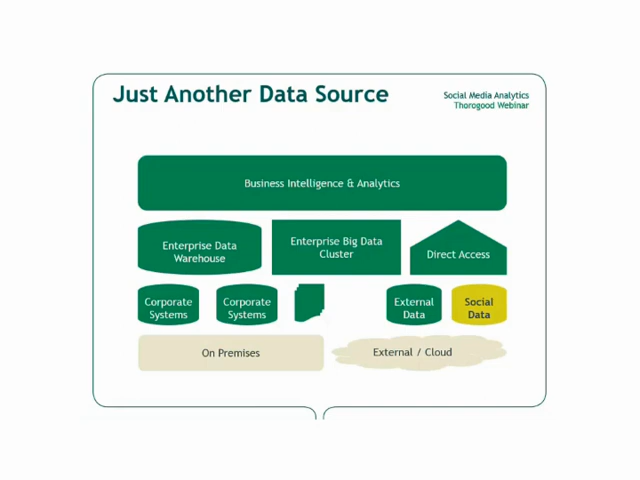 Just Another Data Source
Social Media Analytics
Thorogood Webinar
Business Intelligence & Analytics
Enterprise Data
Warehouse
Enterprise Big Data
Cluster
Direct Access
Corporate
Systems
Corporate
Systems
External
Data
Social
Data
On Premises
External / Cloud